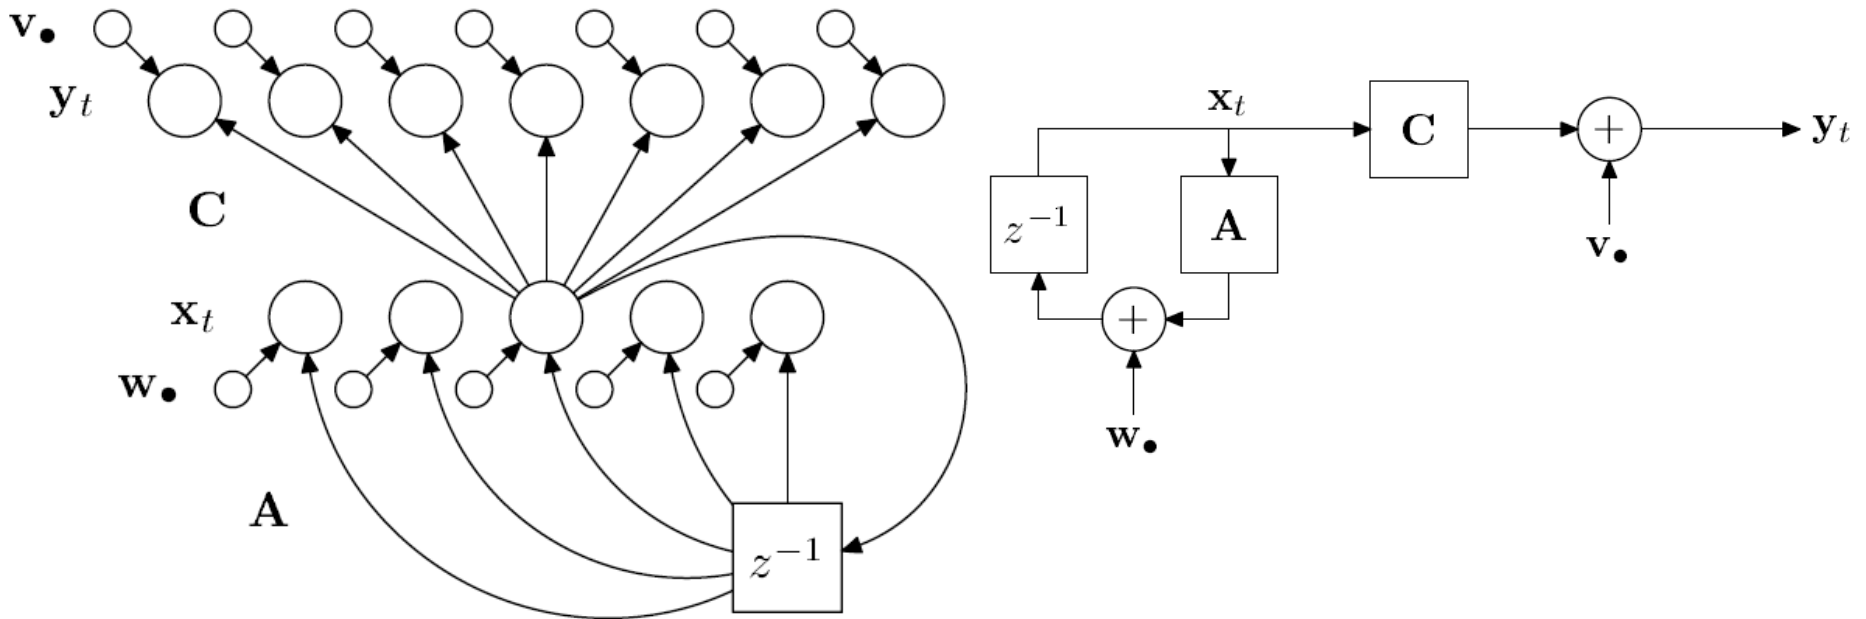 v•
y_t
C
x_t
w•
A
z^{-1}
x_t
C
+
y_t
z^{-1}
A
v•
+
w•